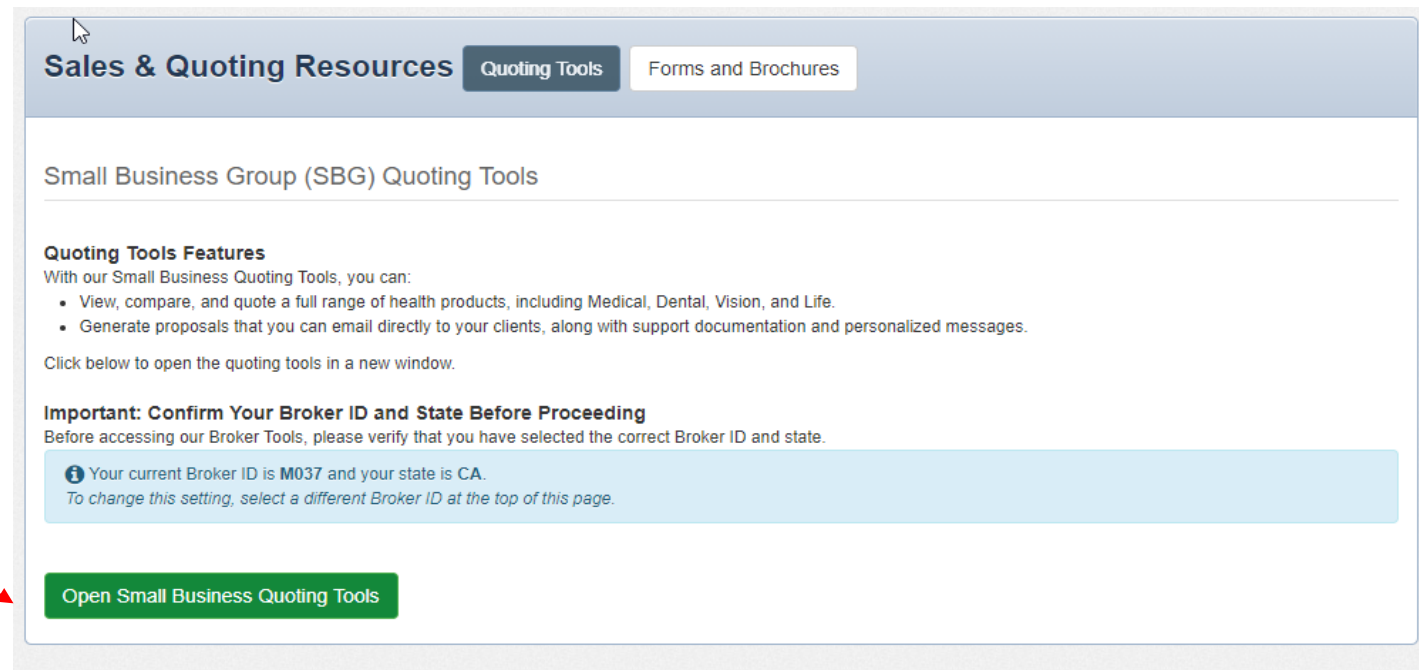 Sales & Quoting Resources Quoting Tools Forms and Brochures
Small Business Group (SBG) Quoting Tools
Quoting Tools Features
With our Small Business Quoting Tools, you can:
• View, compare, and quote a full range of health products, including Medical, Dental, Vision, and Life.
• Generate proposals that you can email directly to your clients, along with support documentation and personalized messages.
Click below to open the quoting tools in a new window.
Important: Confirm Your Broker ID and State Before Proceeding
Before accessing our Broker Tools, please verify that you have selected the correct Broker ID and state.
Your current Broker ID is M037 and your state is CA.
To change this setting, select a different Broker ID at the top of this page.
Open Small Business Quoting Tools